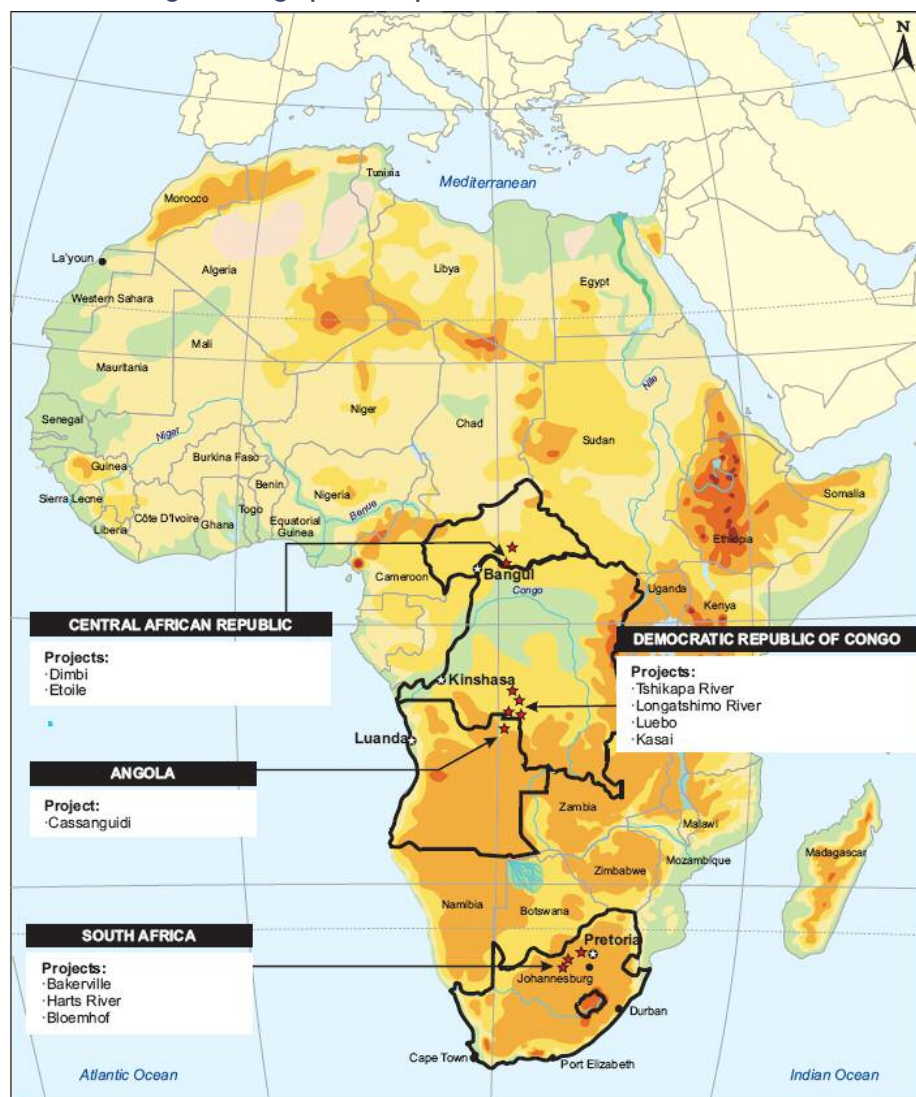 N
Tunisia
Mediterranean
Morocco
La'youn
Algeria
Libya
Egypt
Western Sahara
Mali
Mauritania
Nile
Niger
Chad
Senegal
Niger
Sudan
Burkina Faso
Guinea
Benin
Nigeria
Somalia
Sierra Leone
Côte D'Ivoire
Togo
Benue
Ghana
Equatorial
Guinea
Liberia
Ethiopia
Cameroon
Bangui
Uganda
Congo
Kenya
CENTRAL AFRICAN REPUBLIC
Projects:
·Dimbi
·Etoile
DEMOCRATIC REPUBLIC OF CONGO
Projects:
·Tshikapa River
·Longatshimo River
·Luebo
·Kasai
Kinshasa
Luanda
ANGOLA
Project:
·Cassanguidi
Zambia
Malawi
Mozambique
Madagascar
Zimbabwe
Namibia
Botswana
SOUTH AFRICA
Projects:
·Bakerville
·Harts River
·Bloemhof
Pretoria
Johannesburg
Durban
Cape Town
Port Elizabeth
Atlantic Ocean
Indian Ocean